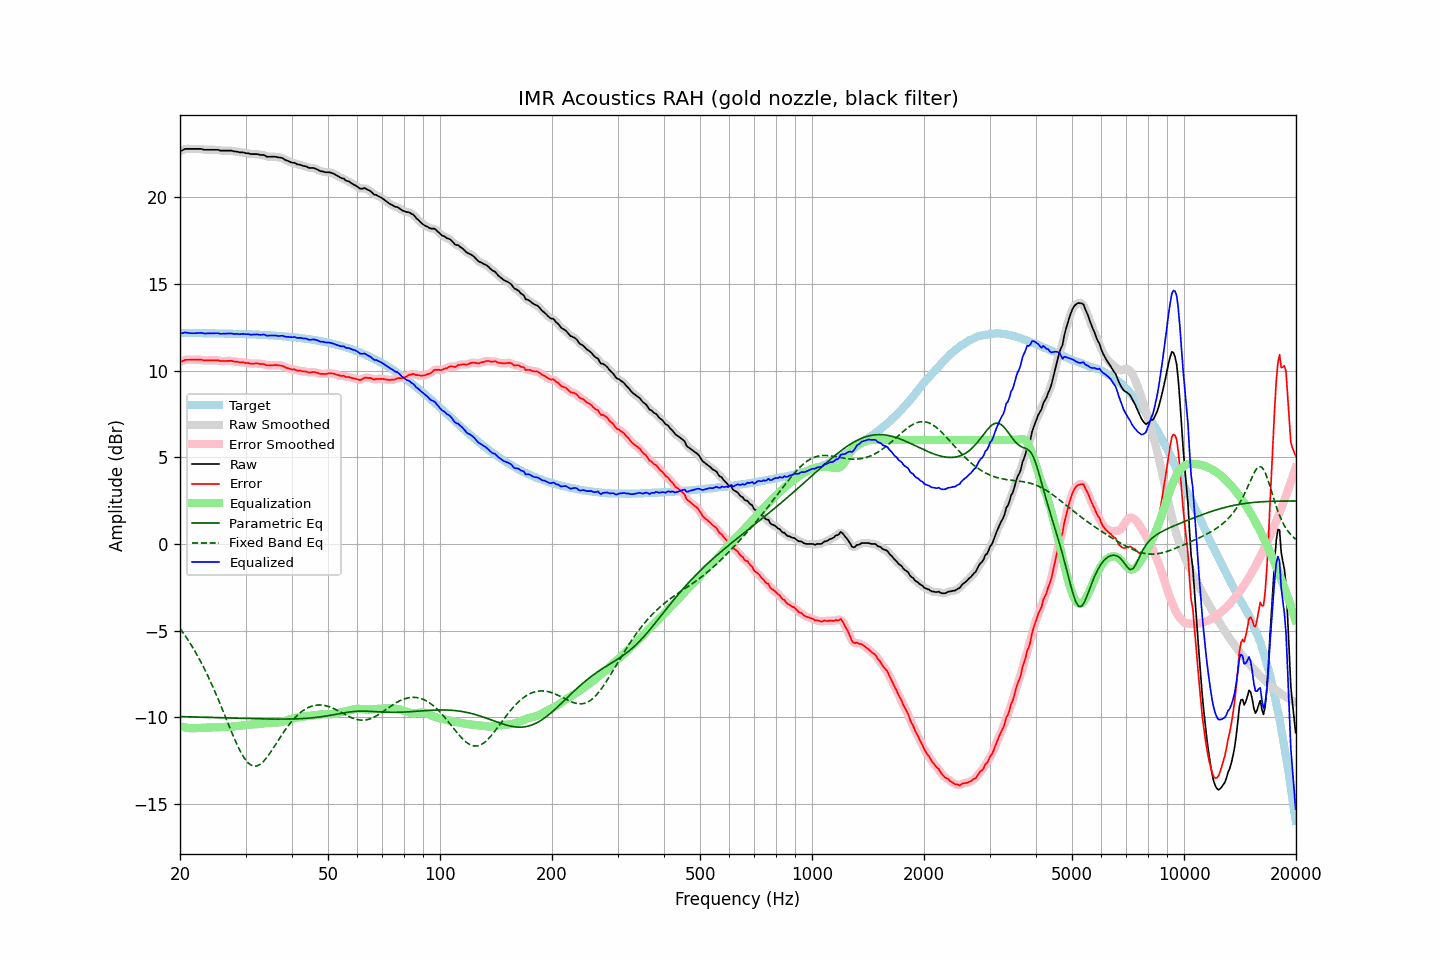 IMR Acoustics RAH (gold nozzle, black filter)
Amplitude (dBr)
20
15
10
5
0
−5
−10
−15
Target
Raw Smoothed
Error Smoothed
Raw
Error
Equalization
Parametric Eq
Fixed Band Eq
Equalized
20 50 100 200 500 1000 2000 5000 10000 20000
Frequency (Hz)